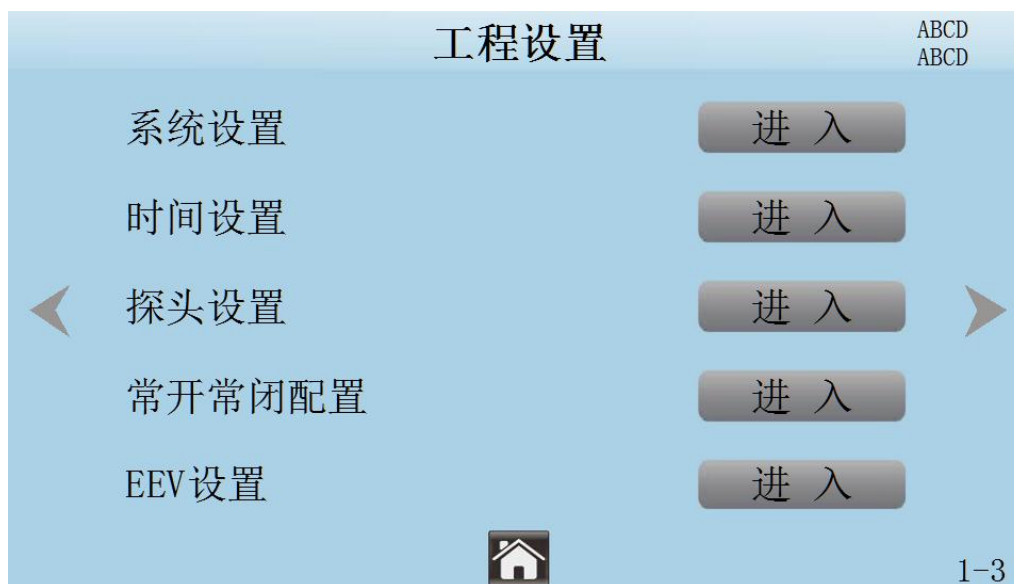 工程设置
ABCD
ABCD
系统设置 进 入
时间设置 进 入
探头设置 进 入
常开常闭配置 进 入
EEV设置 进 入
1-3